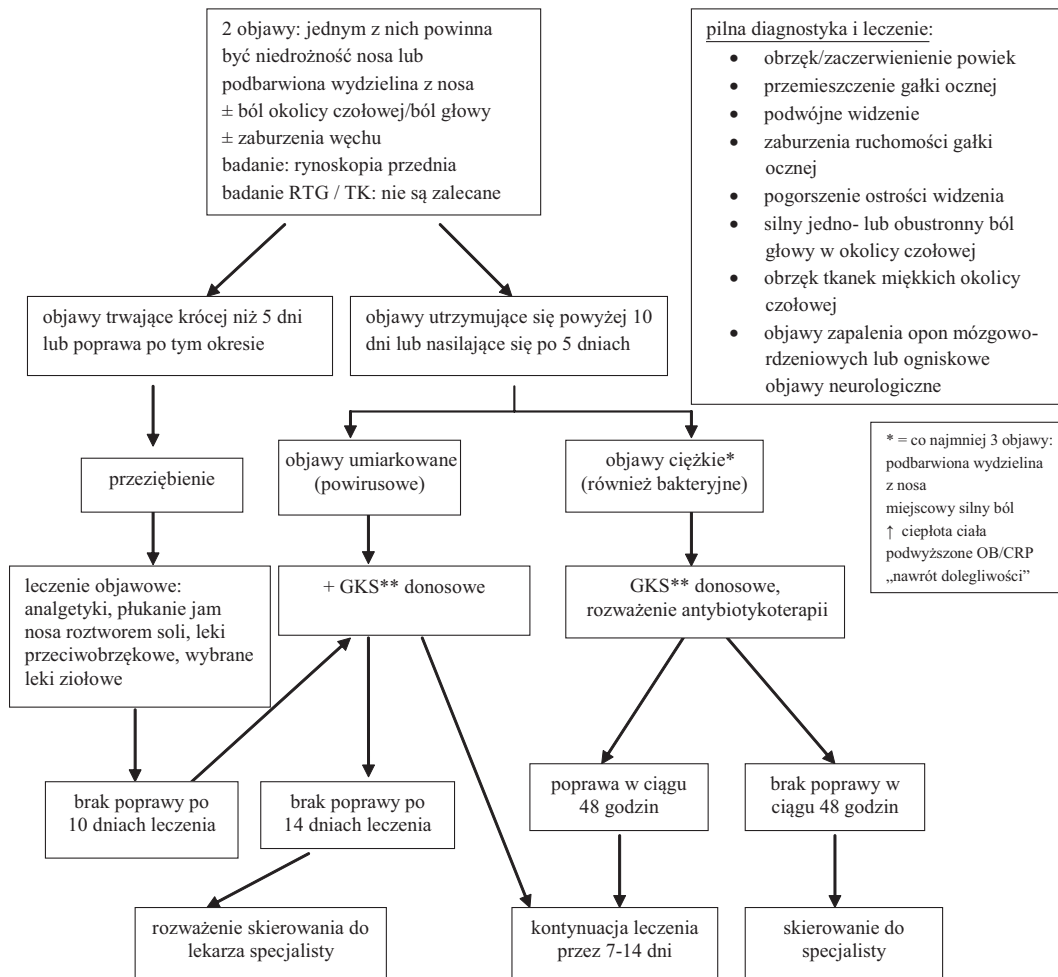 2 objawy: jednym z nich powinna
być niedrożność nosa lub
podbarwiona wydzielina z nosa
± ból okolicy czołowej/ból głowy
± zaburzenia węchu
badanie: rynoskopia przednia
badanie RTG / TK: nie są zalecane
pilna diagnostyka i leczenie:
• obrzęk/zaczerwienienie powiek
• przemieszczenie gałki ocznej
• podwójne widzenie
• zaburzenia ruchomości gałki
ocznej
• pogorszenie ostrości widzenia
• silny jedno- lub obustronny ból
głowy w okolicy czołowej
• obrzęk tkanek miękkich okolicy
czołowej
• objawy zapalenia opon mózgowo-
rdzeniowych lub ogniskowe
objawy neurologiczne
objawy trwające krócej niż 5 dni
lub poprawa po tym okresie
objawy utrzymujące się powyżej 10
dni lub nasilające się po 5 dniach
przeziębienie
objawy umiarkowane
(powirusowe)
objawy ciężkie*
(również bakteryjne)
* = co najmniej 3 objawy:
podbarwiona wydzielina
z nosa
miejscowy silny ból
↑ ciepłota ciała
podwyższone OB/CRP
„nawrót dolegliwości”
leczenie objawowe:
analgetyki, płukanie jam
nosa roztworem soli, leki
przeciwobrzękowe, wybrane
leki ziołowe
+ GKS** donosowe
GKS** donosowe,
rozważenie antybiotykoterapii
brak poprawy po
10 dniach leczenia
brak poprawy po
14 dniach leczenia
poprawa w ciągu
48 godzin
brak poprawy w
ciągu 48 godzin
rozważenie skierowania do
lekarza specjalisty
kontynuacja leczenia
przez 7-14 dni
skierowanie do
specjalisty